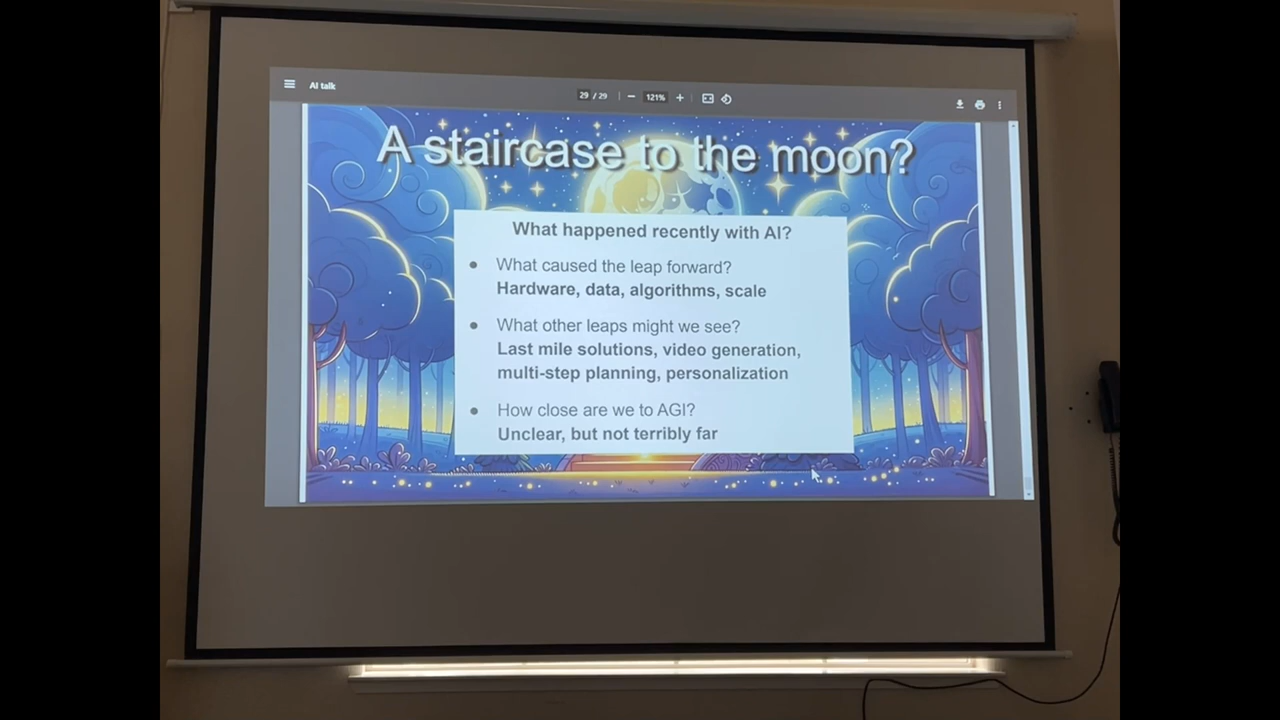 AI talk
29 / 29
121%
A staircase to the moon?
What happened recently with AI?
● What caused the leap forward?
Hardware, data, algorithms, scale
● What other leaps might we see?
Last mile solutions, video generation,
multi-step planning, personalization
● How close are we to AGI?
Unclear, but not terribly far